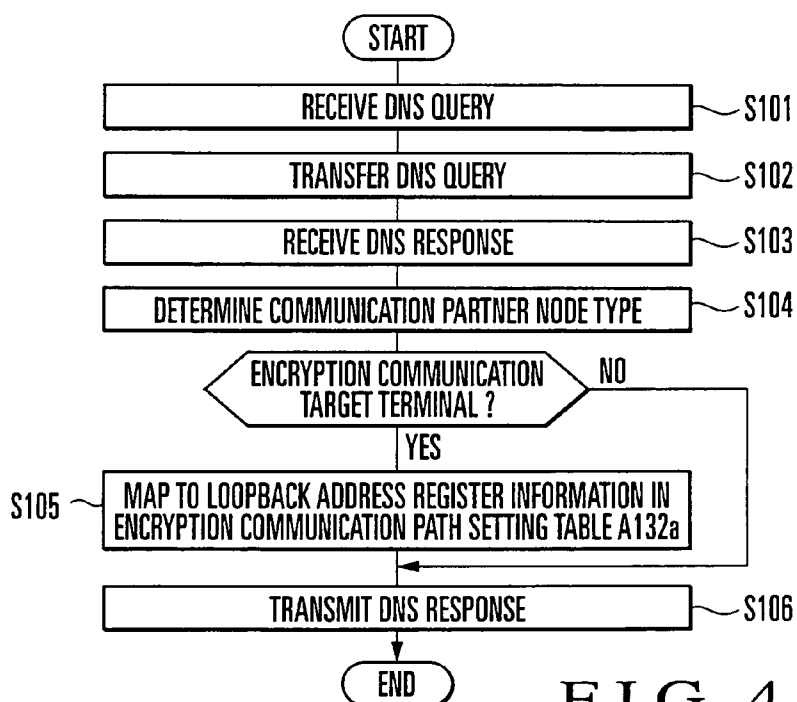 START
RECEIVE DNS QUERY
S101
TRANSFER DNS QUERY
S102
RECEIVE DNS RESPONSE
S103
DETERMINE COMMUNICATION PARTNER NODE TYPE
S104
ENCRYPTION COMMUNICATION
TARGET TERMINAL ?
NO
YES
S105
MAP TO LOOPBACK ADDRESS REGISTER INFORMATION IN
ENCRYPTION COMMUNICATION PATH SETTING TABLE A132a
TRANSMIT DNS RESPONSE
S106
END
FIG. 4